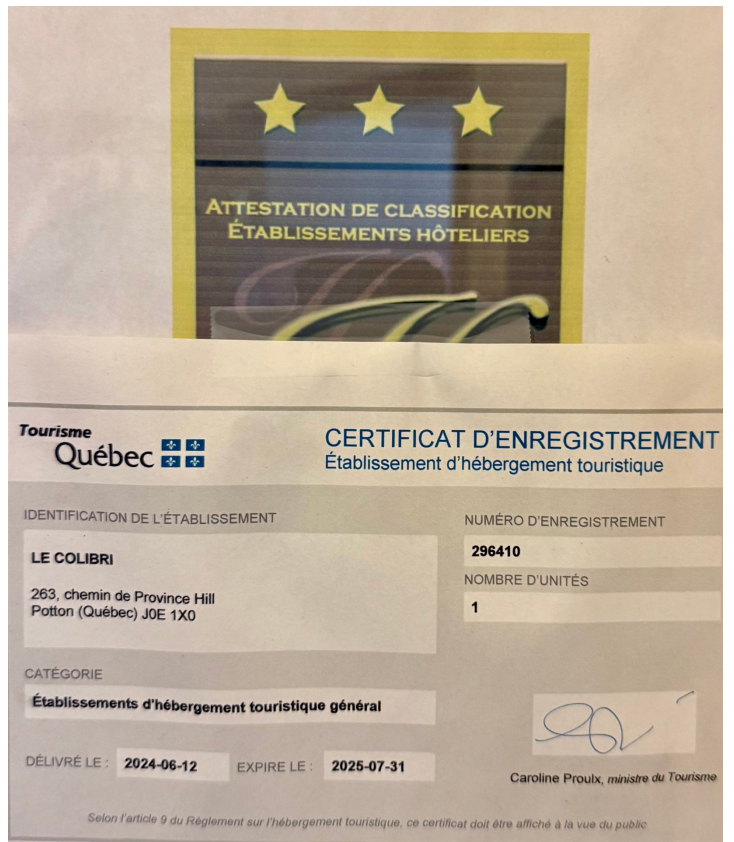 ATTESTATION DE CLASSIFICATION
ÉTABLISSEMENTS HÔTELIERS
Tourisme
Québec
CERTIFICAT D'ENREGISTREMENT
Établissement d'hébergement touristique
IDENTIFICATION DE L'ÉTABLISSEMENT
LE COLIBRI
263, chemin de Province Hill
Potton (Québec) J0E 1X0
NUMÉRO D'ENREGISTREMENT
296410
NOMBRE D'UNITÉS
1
CATÉGORIE
Établissements d'hébergement touristique général
DÉLIVRÉ LE : 2024-06-12 EXPIRE LE : 2025-07-31
Caroline Proulx, ministre du Tourisme
Selon l'article 9 du Règlement sur l'hébergement touristique, ce certificat doit être affiché à la vue du public